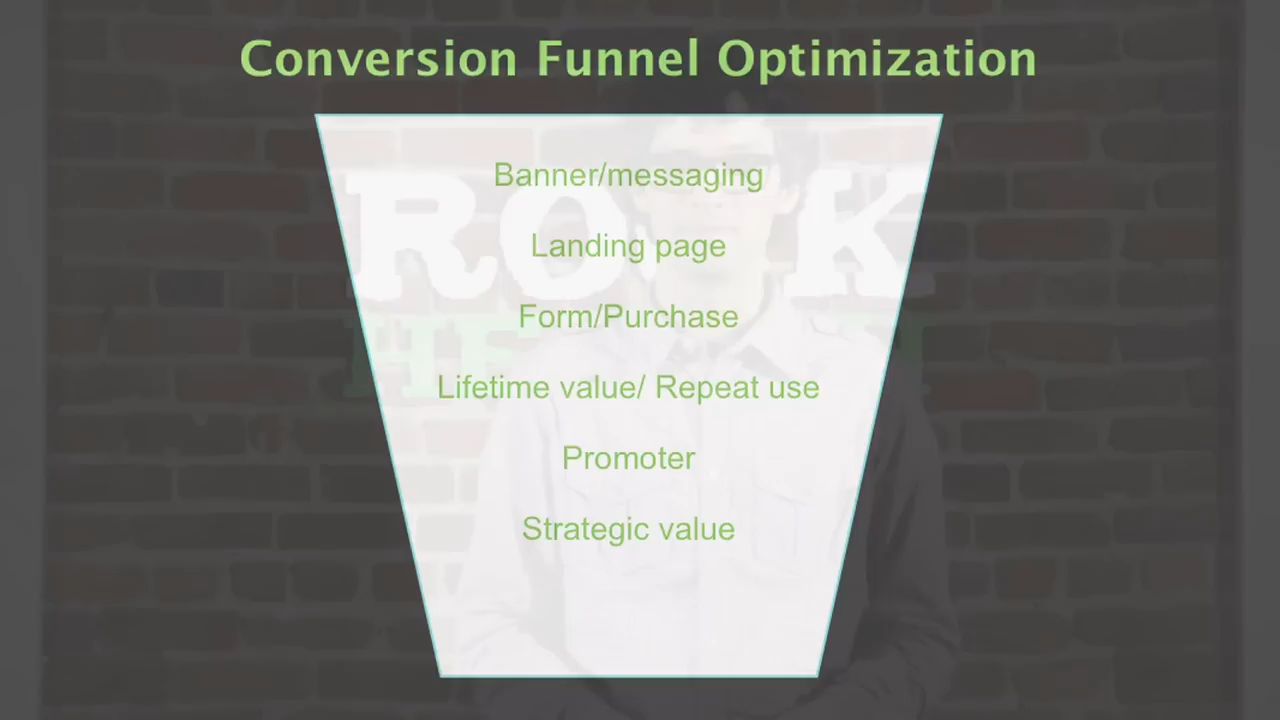 Conversion Funnel Optimization
Banner/messaging
Landing page
Form/Purchase
Lifetime value/ Repeat use
Promoter
Strategic value